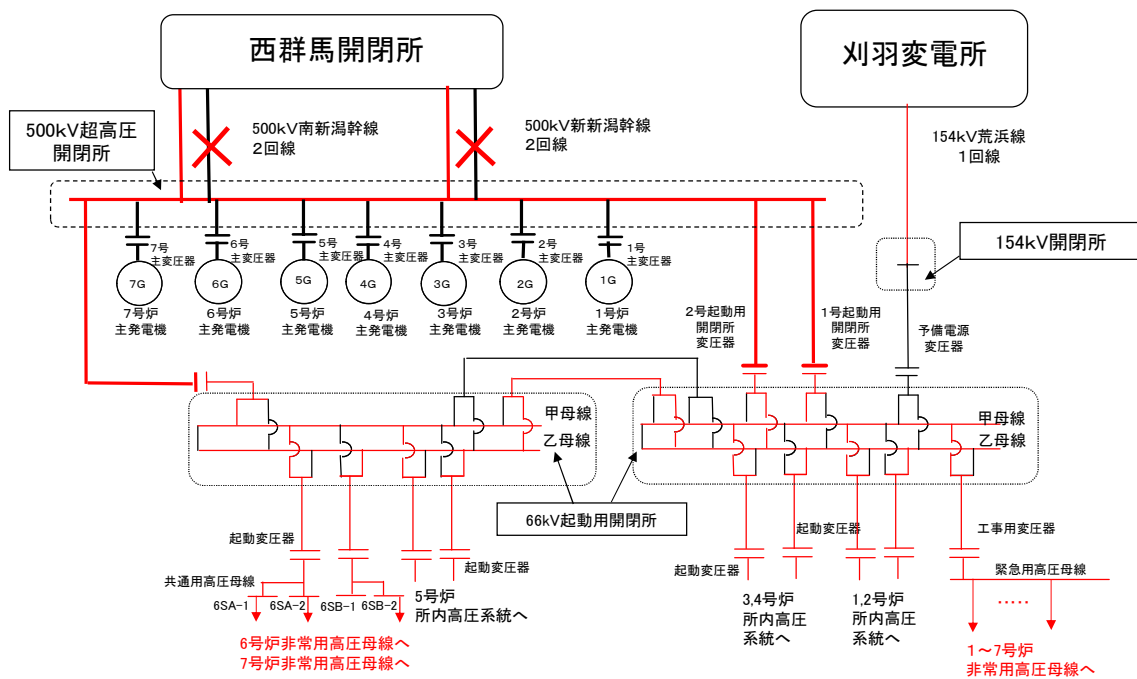 西群馬開閉所
刈羽変電所
500kV超高圧
開閉所
500kV南新潟幹線
2回線
500kV新新潟幹線
2回線
154kV荒浜線
1回線
154kV開閉所
7号
主変圧器
6号
主変圧器
5号
主変圧器
4号
主変圧器
3号
主変圧器
2号
主変圧器
1号
主変圧器
7G
6G
5G
4G
3G
2G
1G
7号炉
主発電機
6号炉
主発電機
5号炉
主発電機
4号炉
主発電機
3号炉
主発電機
2号炉
主発電機
1号炉
主発電機
2号起動用
開閉所
変圧器
1号起動用
開閉所
変圧器
予備電源
変圧器
甲母線
乙母線
甲母線
乙母線
66kV起動用開閉所
起動変圧器
起動変圧器
起動変圧器
起動変圧器
工事用変圧器
共通用高圧母線
緊急用高圧母線
6SA-1
6SA-2
6SB-1
6SB-2
5号炉
所内高圧系統へ
3,4号炉
所内高圧
系統へ
1,2号炉
所内高圧
系統へ
・・・・・
6号炉非常用高圧母線へ
7号炉非常用高圧母線へ
1～7号炉
非常用高圧母線へ